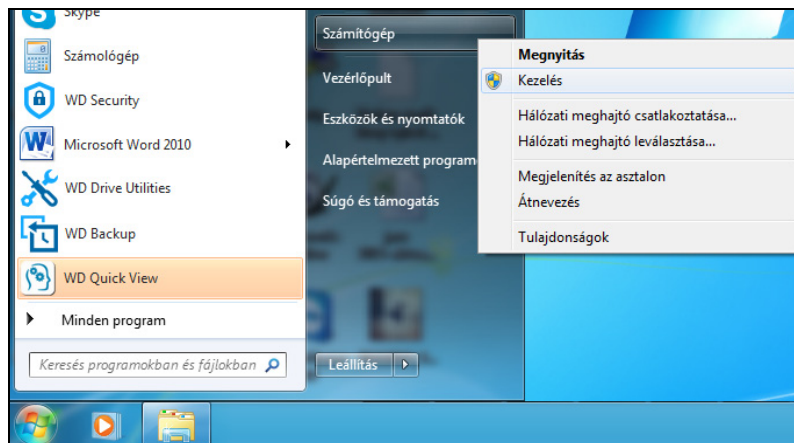 Skype
Számológép
WD Security
Microsoft Word 2010
WD Drive Utilities
WD Backup
WD Quick View
Minden program
Keresés programokban és fájlokban
Számítógép
Vezérlőpult
Eszközök és nyomtatók
Alapértelmezett program
Súgó és támogatás
Leállítás
Megnyitás
Kezelés
Hálózati meghajtó csatlakoztatása...
Hálózati meghajtó leválasztása...
Megjelenítés az asztalon
Átnevezés
Tulajdonságok